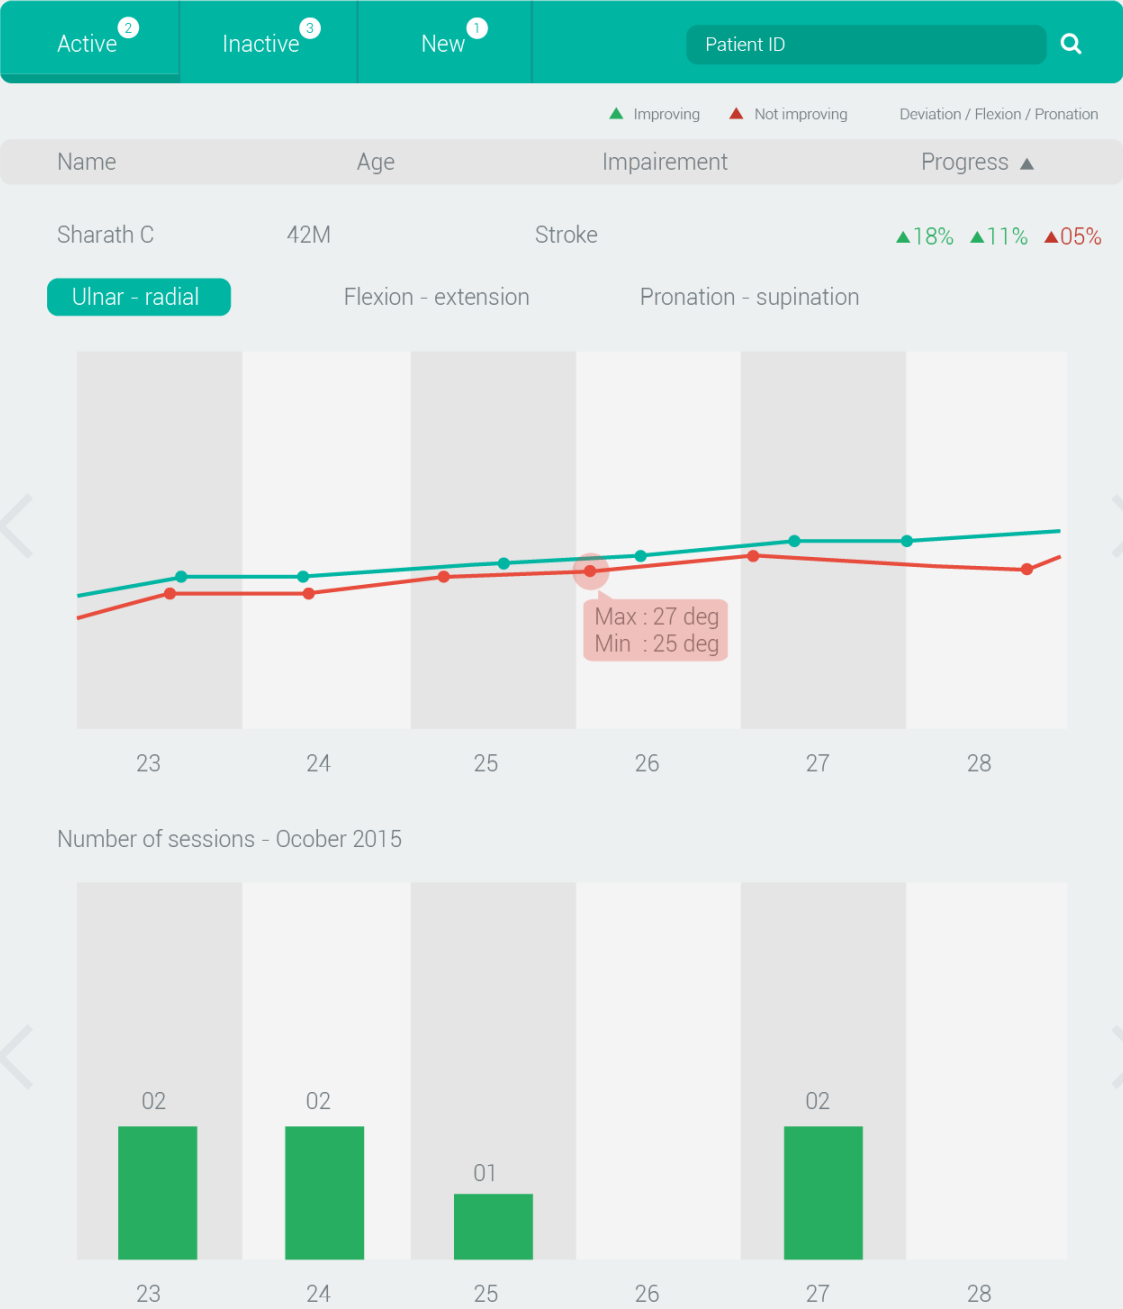 Active 2 Inactive 3 New 1 Patient ID
Improving Not improving Deviation / Flexion / Pronation
Name Age Impairement Progress
Sharath C 42M Stroke 18% 11% 05%
Ulnar - radial Flexion - extension Pronation - supination
Max : 27 deg
Min : 25 deg
23 24 25 26 27 28
Number of sessions - Ocober 2015
02 02 02
01
23 24 25 26 27 28